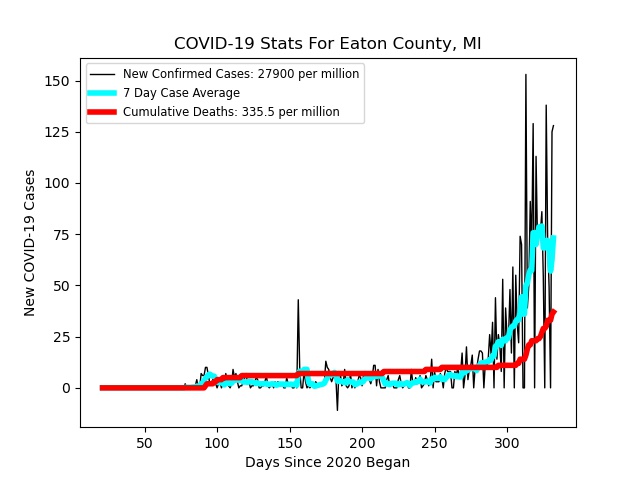 COVID-19 Stats For Eaton County, MI
New Confirmed Cases: 27900 per million
7 Day Case Average
Cumulative Deaths: 335.5 per million
New COVID-19 Cases
150
125
100
75
50
25
0
50 100 150 200 250 300
Days Since 2020 Began